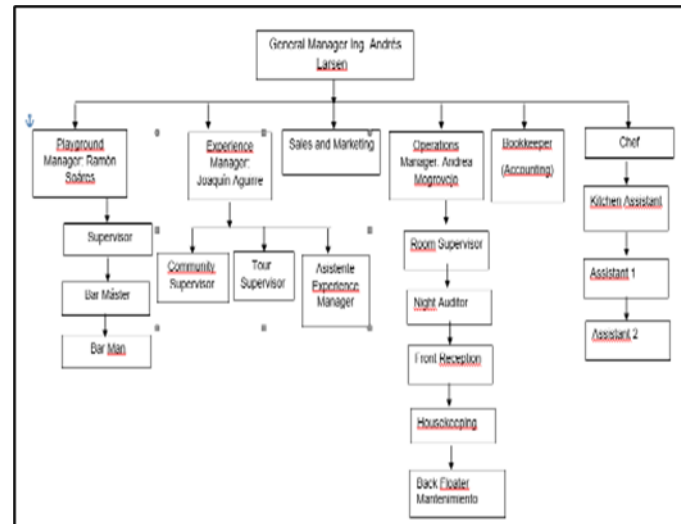 General Manager Ing. Andrés
Larsen
Playground
Manager: Ramón
Soáres
Experience
Manager:
Joaquín Aguirre
Sales and Marketing
Operations
Manager. Andrea
Mogrovejo
Bookkeeper
(Accounting)
Chef
Supervisor
Community
Supervisor
Tour
Supervisor
Asistente
Experience
Manager
Room Supervisor
Kitchen Assistant
Bar Máster
Night Auditor
Assistant 1
Bar Man
Front Reception
Assistant 2
Housekeeping
Back Floater
Mantenimiento